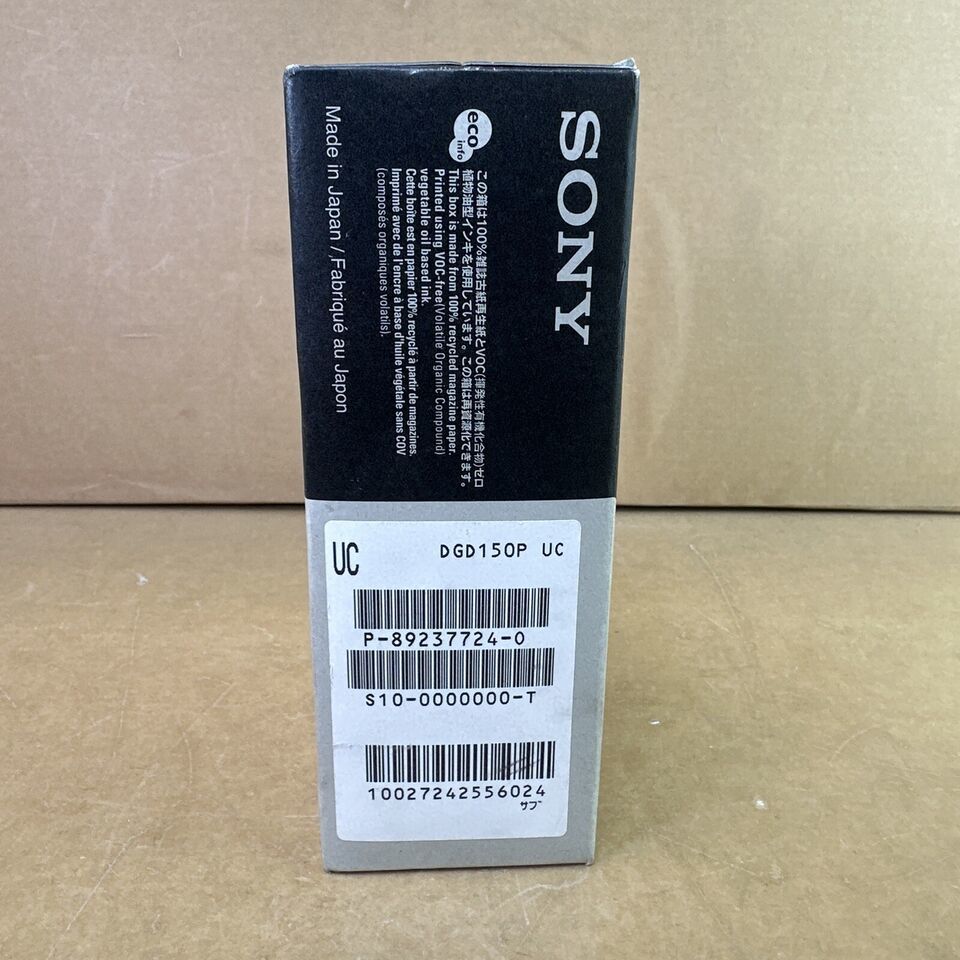 SONY
eco
info
この箱は100%雑誌古紙再生紙とVOC(揮発性有機化合物)ゼロ
植物油型インキを使用しています。この箱は再資源化できます。
This box is made from 100% recycled magazine paper.
Printed using VOC-free(Volatile Organic Compound)
vegetable oil based ink.
Cette boîte est en papier 100% recyclé à partir de magazines.
Imprimé avec de l'encre à base d'huile végétale sans COV
(composés organiques volatils).
Made in Japan / Fabriqué au Japon
UC
DGD150P UC
P-89237724-0
S10-0000000-T
10027242556024
サブ